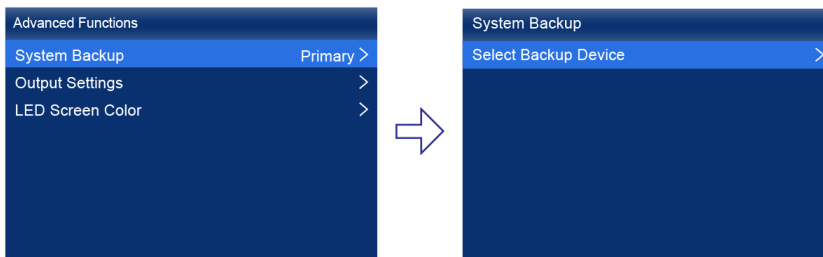 Advanced Functions
System Backup Primary >
Output Settings >
LED Screen Color >
System Backup
Select Backup Device >